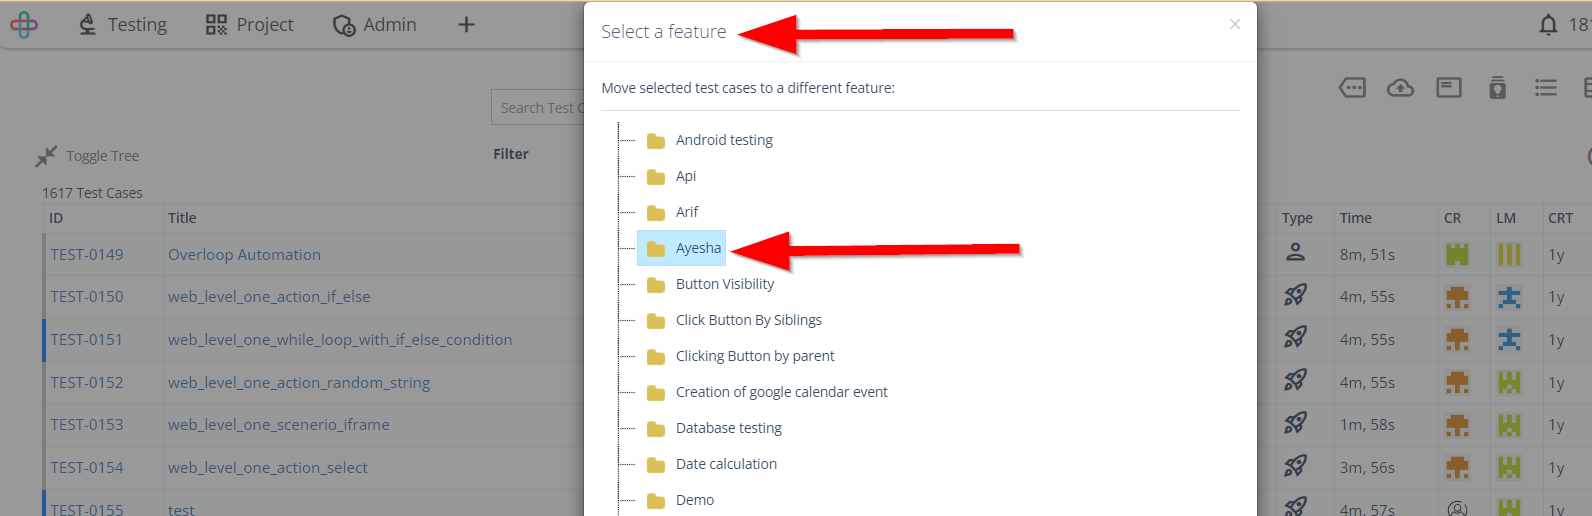 Testing Project Admin
181
Select a feature
×
Move selected test cases to a different feature:
Search Test C
Toggle Tree
Filter
1617 Test Cases
Android testing
Api
Arif
Ayesha
Button Visibility
Click Button By Siblings
Clicking Button by parent
Creation of google calendar event
Database testing
Date calculation
Demo
ID Title Type Time CR LM CRT
TEST-0149 Overloop Automation 8m, 51s 1y
TEST-0150 web_level_one_action_if_else 4m, 55s 1y
TEST-0151 web_level_one_while_loop_with_if_else_condition 4m, 55s 1y
TEST-0152 web_level_one_action_random_string 4m, 55s 1y
TEST-0153 web_level_one_scenerio_iframe 1m, 58s 1y
TEST-0154 web_level_one_action_select 3m, 56s 1y
TEST-0155 test 4m, 57s 1y